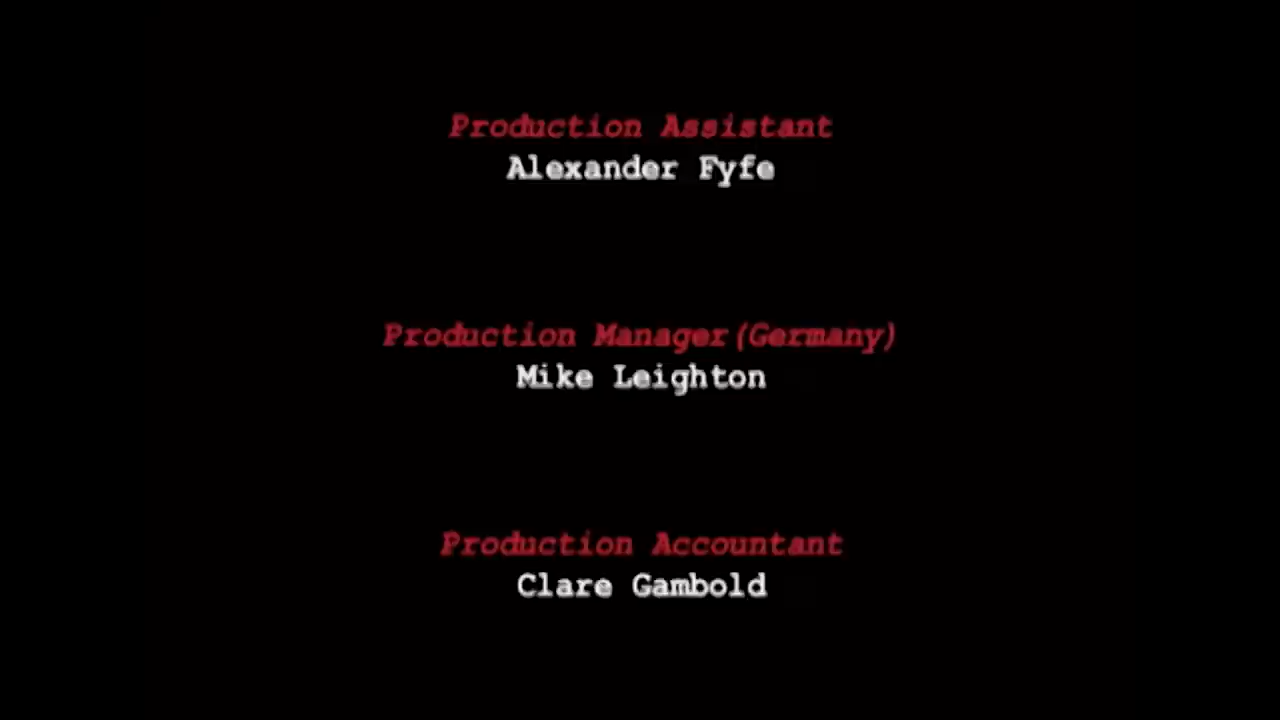 Production Assistant
Alexander Fyfe
Production Manager(Germany)
Mike Leighton
Production Accountant
Clare Gambold